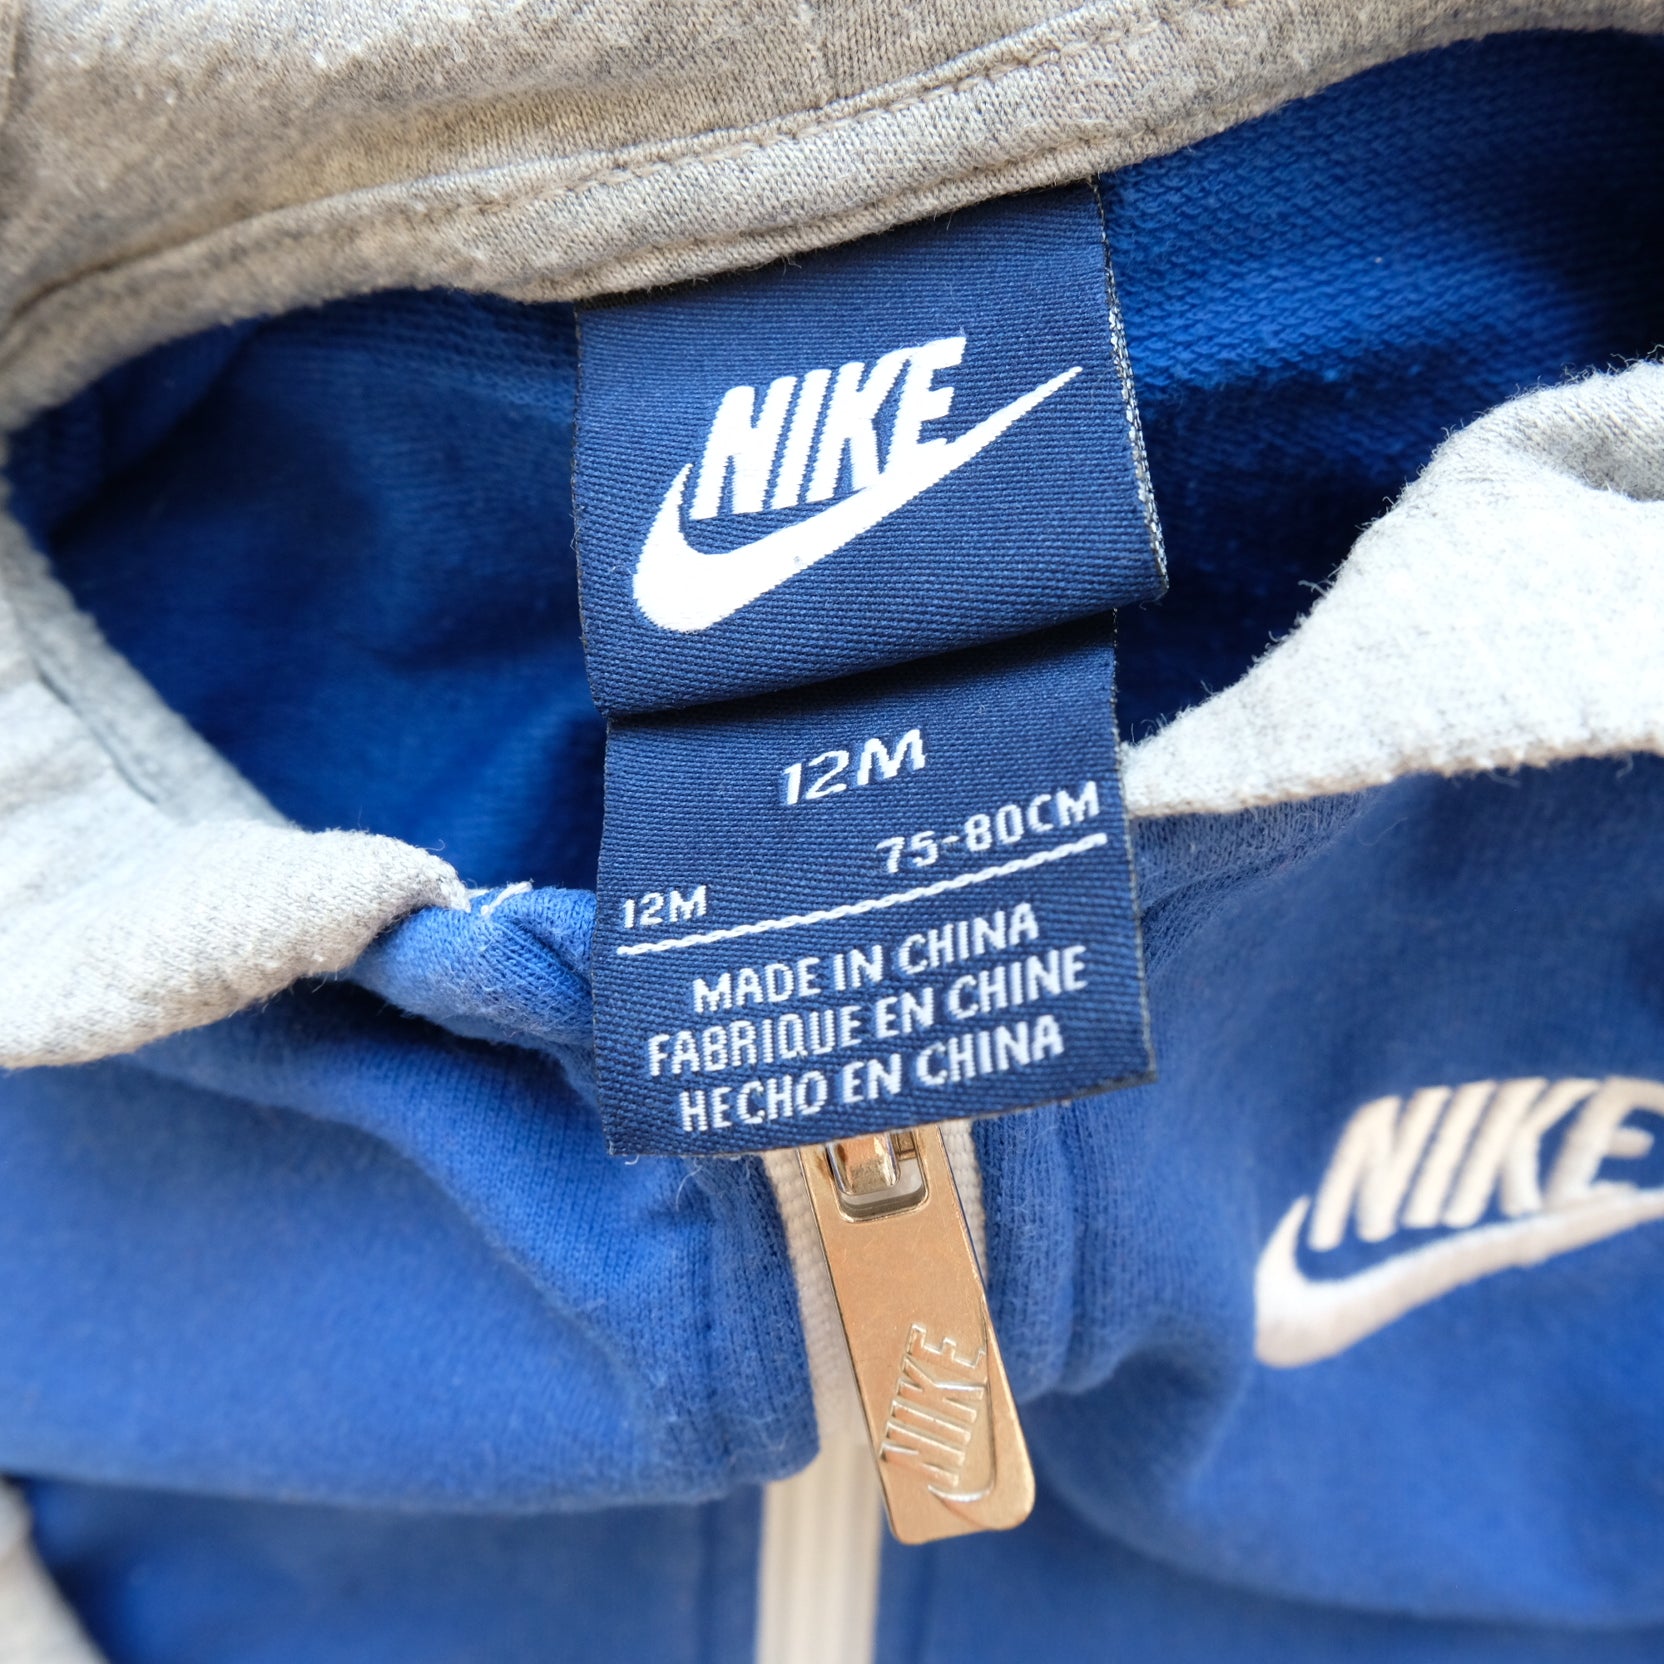 NIKE
12M
75-80CM
12M
MADE IN CHINA
FABRIQUE EN CHINE
HECHO EN CHINA
NIKE
NIKE